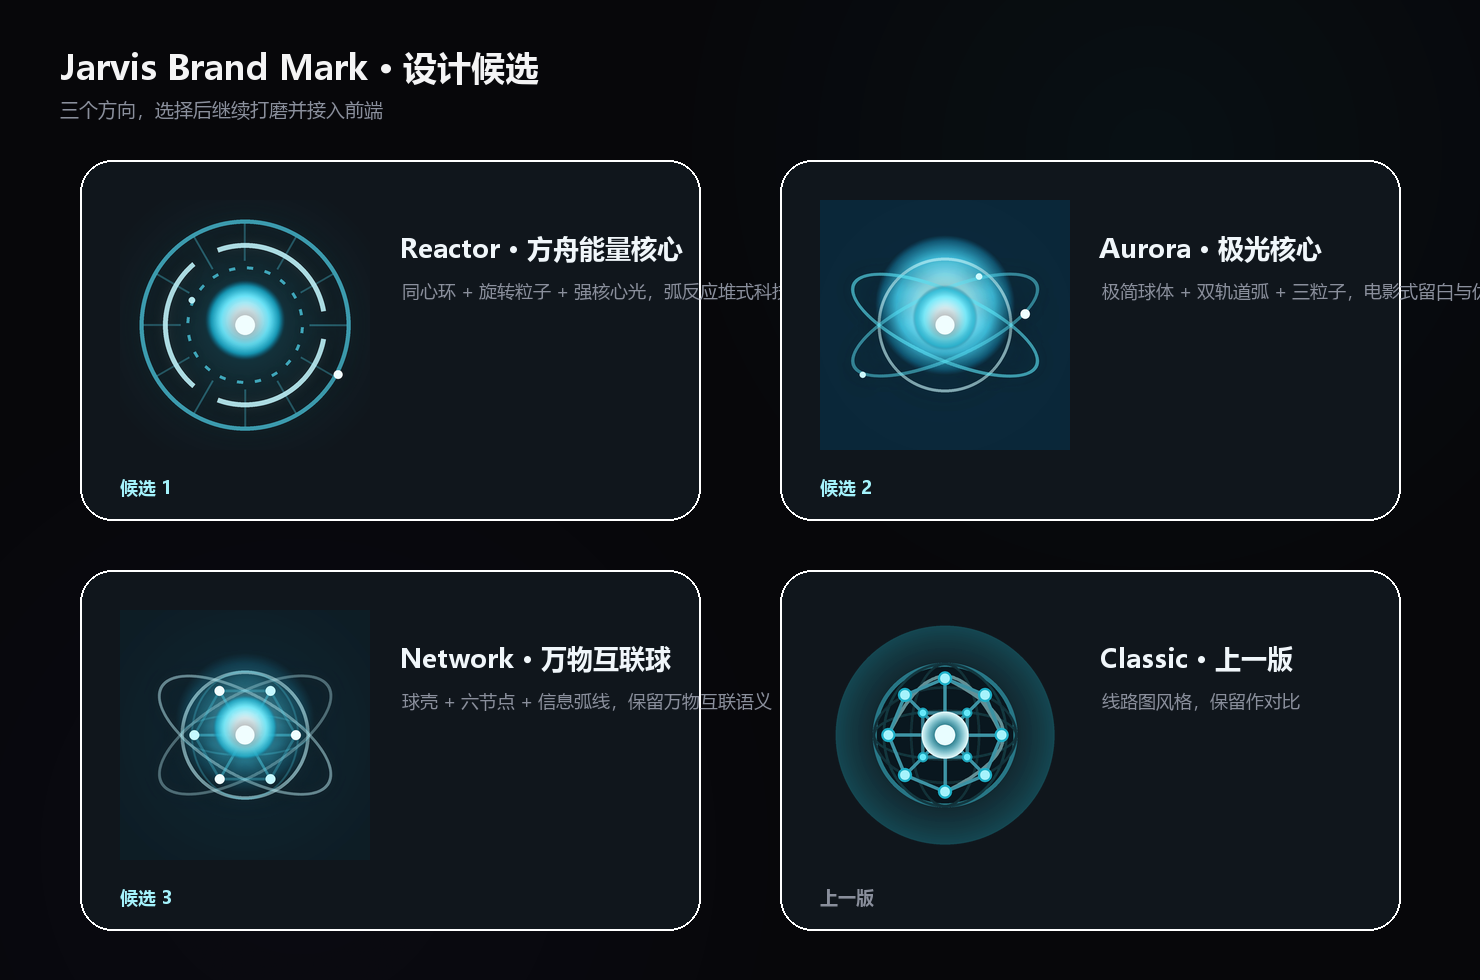 Jarvis Brand Mark • 设计候选
三个方向，选择后继续打磨并接入前端
Reactor • 方舟能量核心
同心环 + 旋转粒子 + 强核心光，弧反应堆式科
候选 1
Aurora • 极光核心
极简球体 + 双轨道弧 + 三粒子，电影式留白与
候选 2
Network • 万物互联球
球壳 + 六节点 + 信息弧线，保留万物互联语义
候选 3
Classic • 上一版
线路图风格，保留作对比
上一版